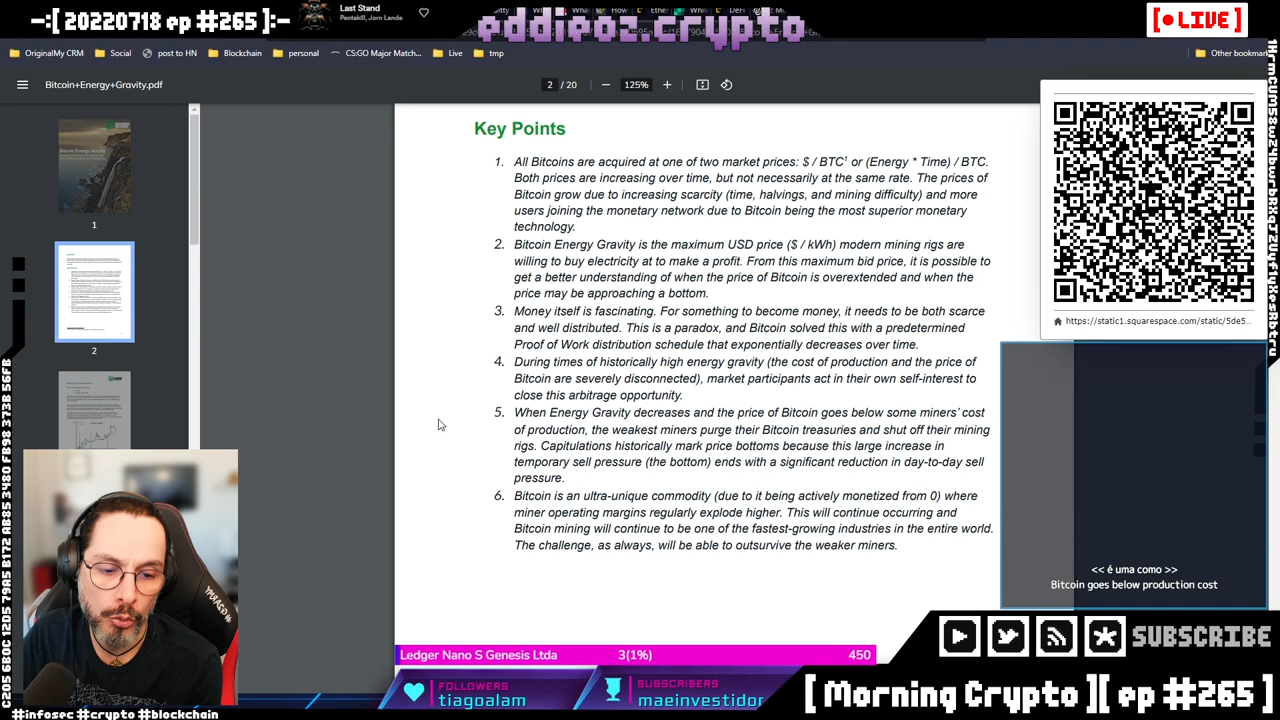 -:[ 20220718 ep #265 ]:-
Last Stand
Pentakill, Jorn Lande
[ LIVE ]
OriginalMy CRM
Social
post to HN
Blockchain
personal
CS:GO Major Match...
Live
tmp
Other bookmar
Bitcoin+Energy+Gravity.pdf
2 / 20
125%
Key Points
1. All Bitcoins are acquired at one of two market prices: $ / BTC¹ or (Energy * Time) / BTC.
Both prices are increasing over time, but not necessarily at the same rate. The prices of
Bitcoin grow due to increasing scarcity (time, halvings, and mining difficulty) and more
users joining the monetary network due to Bitcoin being the most superior monetary
technology.
2. Bitcoin Energy Gravity is the maximum USD price ($ / kWh) modern mining rigs are
willing to buy electricity at to make a profit. From this maximum bid price, it is possible to
get a better understanding of when the price of Bitcoin is overextended and when the
price may be approaching a bottom.
3. Money itself is fascinating. For something to become money, it needs to be both scarce
and well distributed. This is a paradox, and Bitcoin solved this with a predetermined
Proof of Work distribution schedule that exponentially decreases over time.
4. During times of historically high energy gravity (the cost of production and the price of
Bitcoin are severely disconnected), market participants act in their own self-interest to
close this arbitrage opportunity.
5. When Energy Gravity decreases and the price of Bitcoin goes below some miners' cost
of production, the weakest miners purge their Bitcoin treasuries and shut off their mining
rigs. Capitulations historically mark price bottoms because this large increase in
temporary sell pressure (the bottom) ends with a significant reduction in day-to-day sell
pressure.
6. Bitcoin is an ultra-unique commodity (due to it being actively monetized from 0) where
miner operating margins regularly explode higher. This will continue occurring and
Bitcoin mining will continue to be one of the fastest-growing industries in the entire world.
The challenge, as always, will be able to outsurvive the weaker miners.
1
2
https://static1.squarespace.com/static/5de5...
<< é uma como >>
Bitcoin goes below production cost
SUBSCRIBE
Ledger Nano S Genesis Ltda
3(1%)
450
FOLLOWERS
tiagoalam
SUBSCRIBERS
maeinvestidor
[ Morning Crypto ][ ep #265 ]
infosec #crypto #blockchain